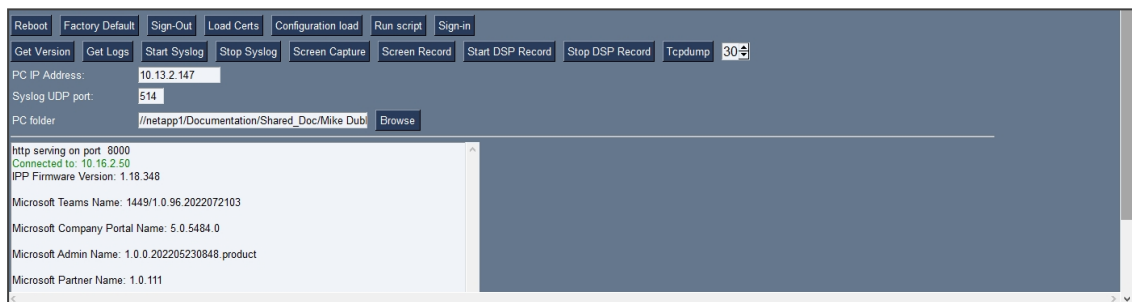 Reboot Factory Default Sign-Out Load Certs Configuration load Run script Sign-in
Get Version Get Logs Start Syslog Stop Syslog Screen Capture Screen Record Start DSP Record Stop DSP Record Tcpdump 30
PC IP Address: 10.13.2.147
Syslog UDP port: 514
PC folder //netapp1/Documentation/Shared_Doc/Mike Dubl Browse
http serving on port 8000
Connected to: 10.16.2.50
IPP Firmware Version: 1.18.348
Microsoft Teams Name: 1449/1.0.96.2022072103
Microsoft Company Portal Name: 5.0.5484.0
Microsoft Admin Name: 1.0.0.202205230848.product
Microsoft Partner Name: 1.0.111